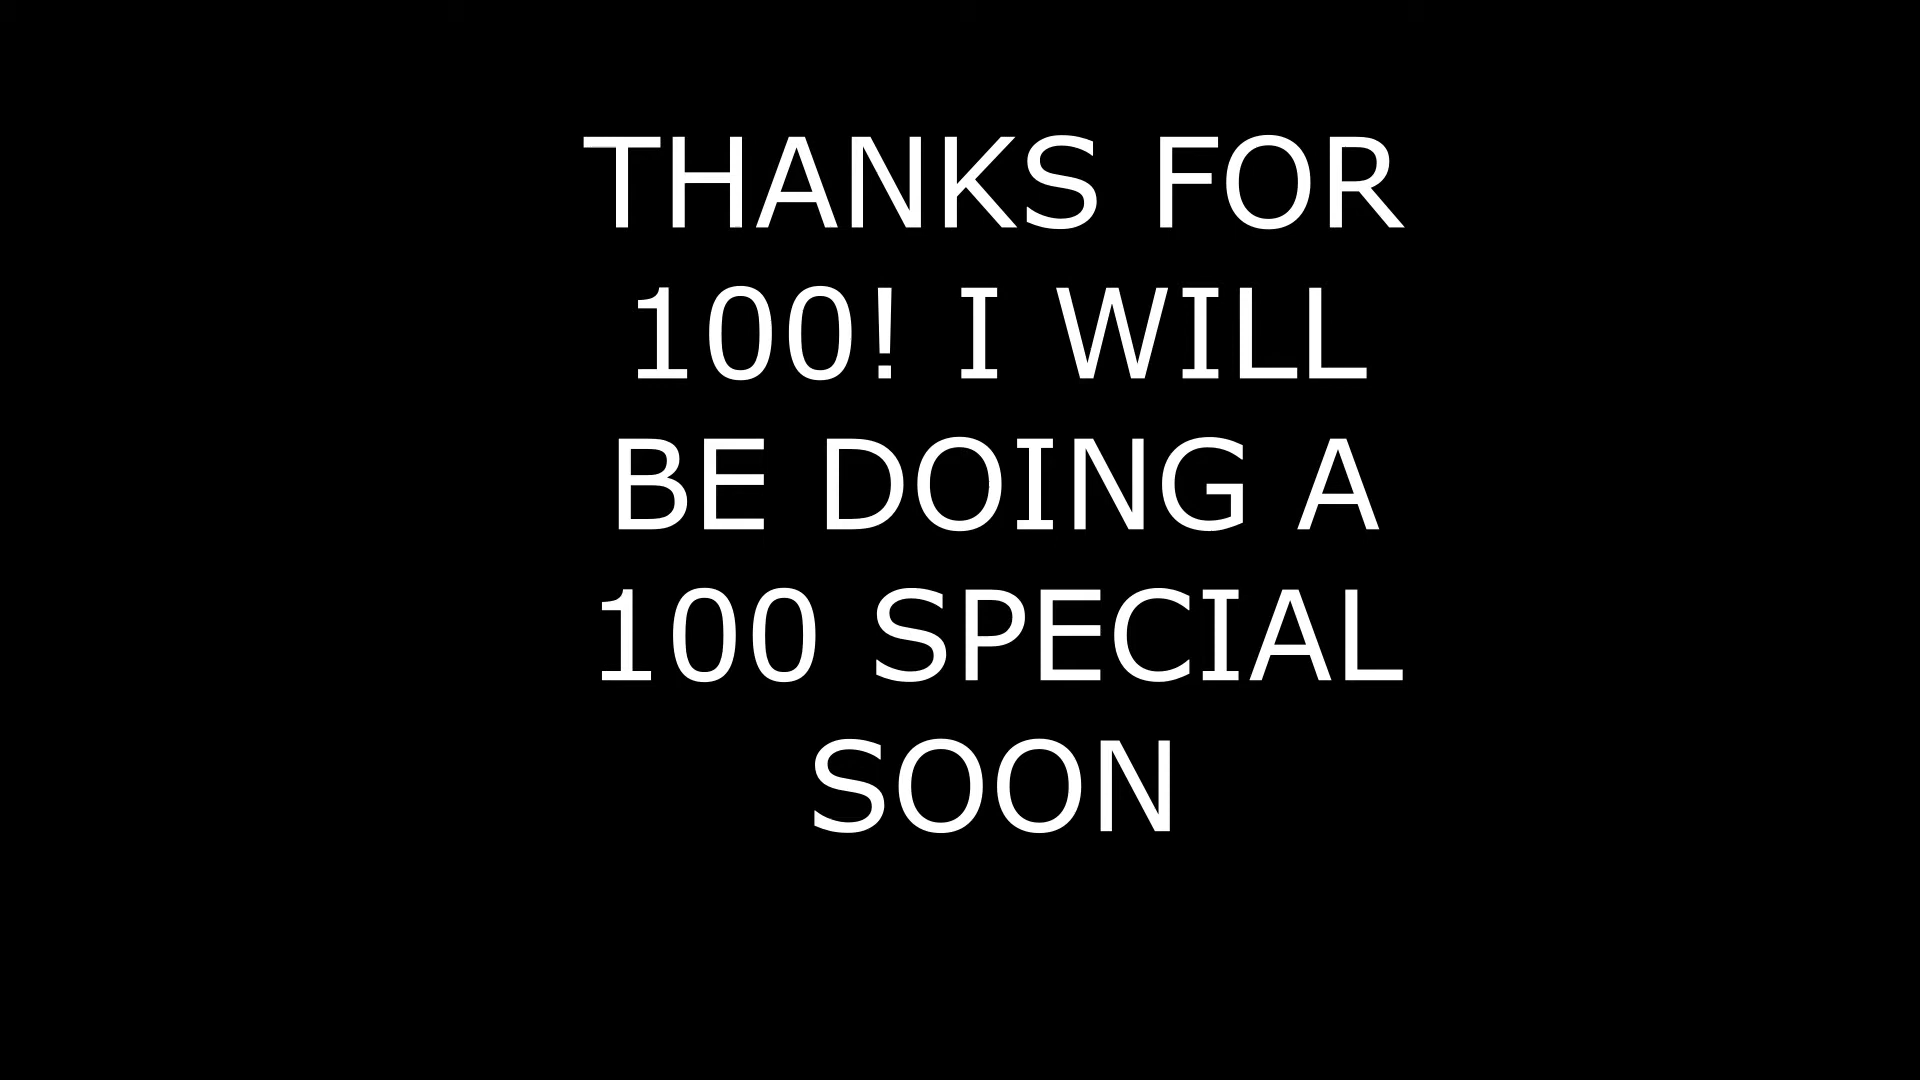 THANKS FOR
100! I WILL
BE DOING A
100 SPECIAL
SOON